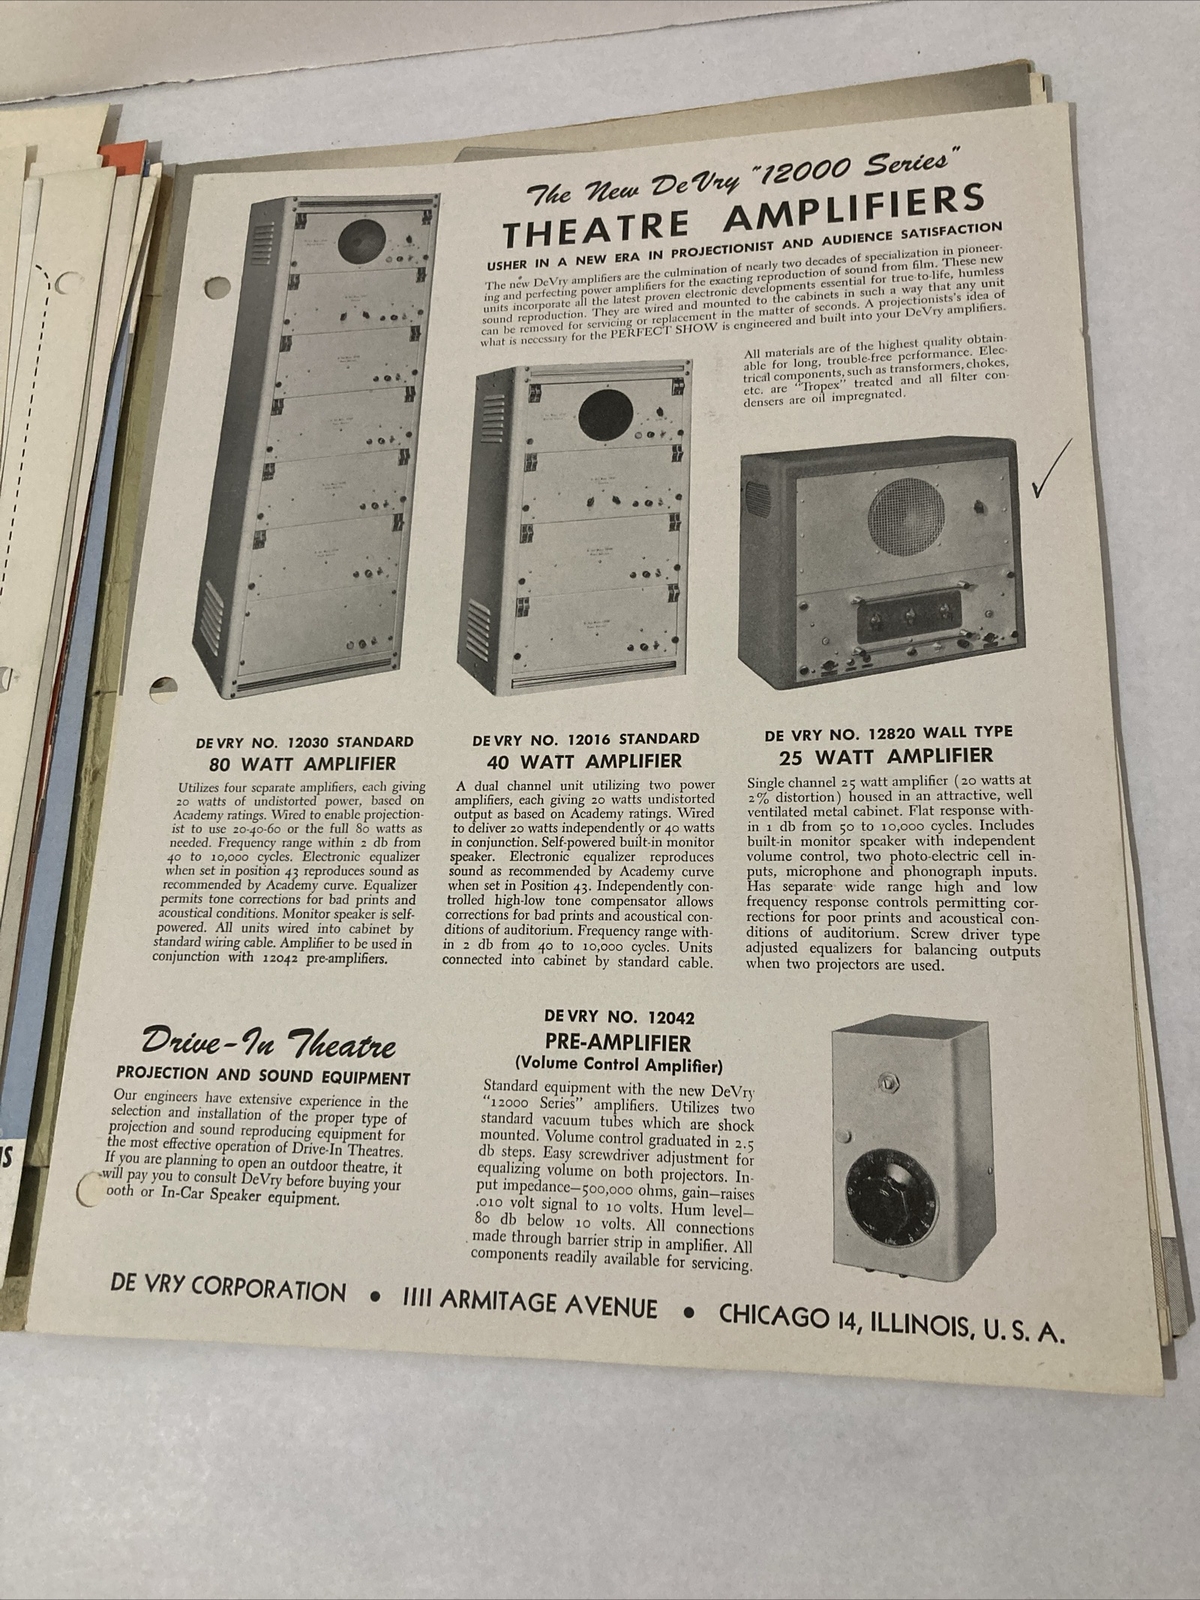 The New DeVry "12000 Series"
THEATRE AMPLIFIERS
USHER IN A NEW ERA IN PROJECTIONIST AND AUDIENCE SATISFACTION
The new DeVry amplifiers are the culmination of nearly two decades of specialization in pioneer-
ing and perfecting power amplifiers for the exacting reproduction of sound from film. These new
units incorporate all the latest proven electronic developments essential for true-to-life, humless
sound reproduction. They are wired and mounted to the cabinets in such a way that any unit
can be removed for servicing or replacement in the matter of seconds. A projectionists's idea of
what is necessary for the PERFECT SHOW is engineered and built into your DeVry amplifiers.
All materials are of the highest quality obtain-
able for long, trouble-free performance. Elec-
trical components, such as transformers, chokes,
etc. are "Tropex" treated and all filter con-
densers are oil impregnated.
DE VRY NO. 12030 STANDARD
80 WATT AMPLIFIER
Utilizes four separate amplifiers, each giving
20 watts of undistorted power, based on
Academy ratings. Wired to enable projection-
ist to use 20-40-60 or the full 80 watts as
needed. Frequency range within 2 db from
40 to 10,000 cycles. Electronic equalizer
when set in position 43 reproduces sound as
recommended by Academy curve. Equalizer
permits tone corrections for bad prints and
acoustical conditions. Monitor speaker is self-
powered. All units wired into cabinet by
standard wiring cable. Amplifier to be used in
conjunction with 12042 pre-amplifiers.
DE VRY NO. 12016 STANDARD
40 WATT AMPLIFIER
A dual channel unit utilizing two power
amplifiers, each giving 20 watts undistorted
output as based on Academy ratings. Wired
to deliver 20 watts independently or 40 watts
in conjunction. Self-powered built-in monitor
speaker. Electronic equalizer reproduces
sound as recommended by Academy curve
when set in Position 43. Independently con-
trolled high-low tone compensator allows
corrections for bad prints and acoustical con-
ditions of auditorium. Frequency range with-
in 2 db from 40 to 10,000 cycles. Units
connected into cabinet by standard cable.
DE VRY NO. 12820 WALL TYPE
25 WATT AMPLIFIER
Single channel 25 watt amplifier (20 watts at
2% distortion) housed in an attractive, well
ventilated metal cabinet. Flat response with-
in 1 db from 50 to 10,000 cycles. Includes
built-in monitor speaker with independent
volume control, two photo-electric cell in-
puts, microphone and phonograph inputs.
Has separate wide range high and low
frequency response controls permitting cor-
rections for poor prints and acoustical con-
ditions of auditorium. Screw driver type
adjusted equalizers for balancing outputs
when two projectors are used.
Drive-In Theatre
PROJECTION AND SOUND EQUIPMENT
Our engineers have extensive experience in the
selection and installation of the proper type of
projection and sound reproducing equipment for
the most effective operation of Drive-In Theatres.
If you are planning to open an outdoor theatre, it
will pay you to consult DeVry before buying your
ooth or In-Car Speaker equipment.
DE VRY NO. 12042
PRE-AMPLIFIER
(Volume Control Amplifier)
Standard equipment with the new DeVry
"12000 Series" amplifiers. Utilizes two
standard vacuum tubes which are shock
mounted. Volume control graduated in 2.5
db steps. Easy screwdriver adjustment for
equalizing volume on both projectors. In-
put impedance—500,000 ohms, gain—raises
.010 volt signal to 10 volts. Hum level—
80 db below 10 volts. All connections
made through barrier strip in amplifier. All
components readily available for servicing.
DE VRY CORPORATION • 1111 ARMITAGE AVENUE • CHICAGO 14, ILLINOIS, U. S. A.